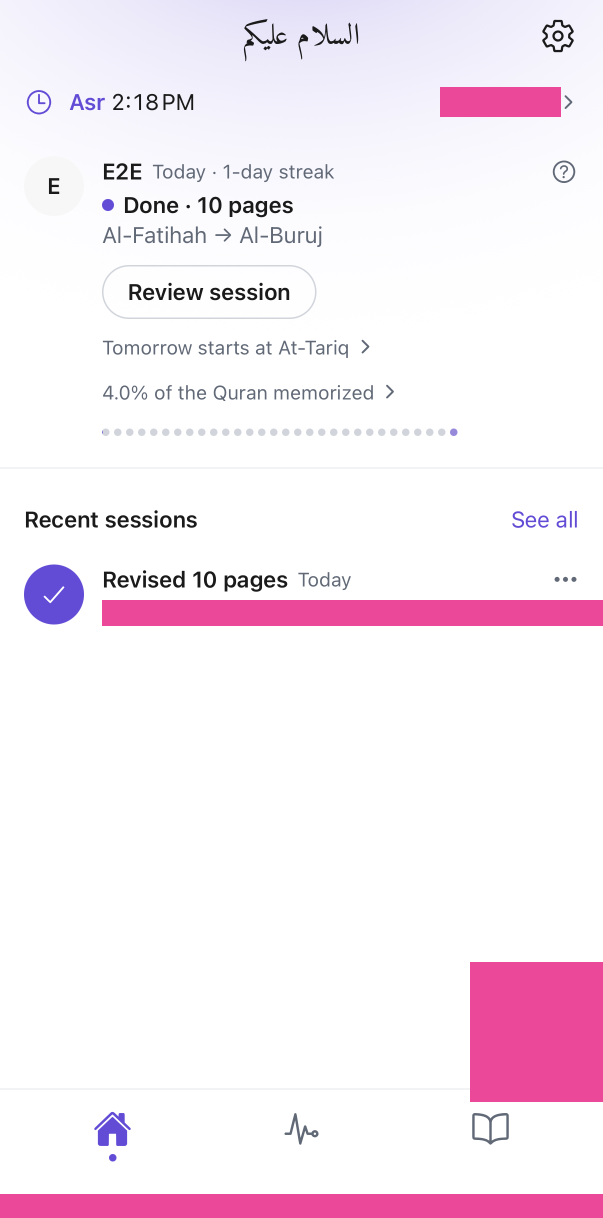 السلام عليكم
Asr 2:18 PM
E
E2E Today · 1-day streak
Done · 10 pages
Al-Fatihah → Al-Buruj
Review session
Tomorrow starts at At-Tariq
4.0% of the Quran memorized
Recent sessions
See all
Revised 10 pages Today